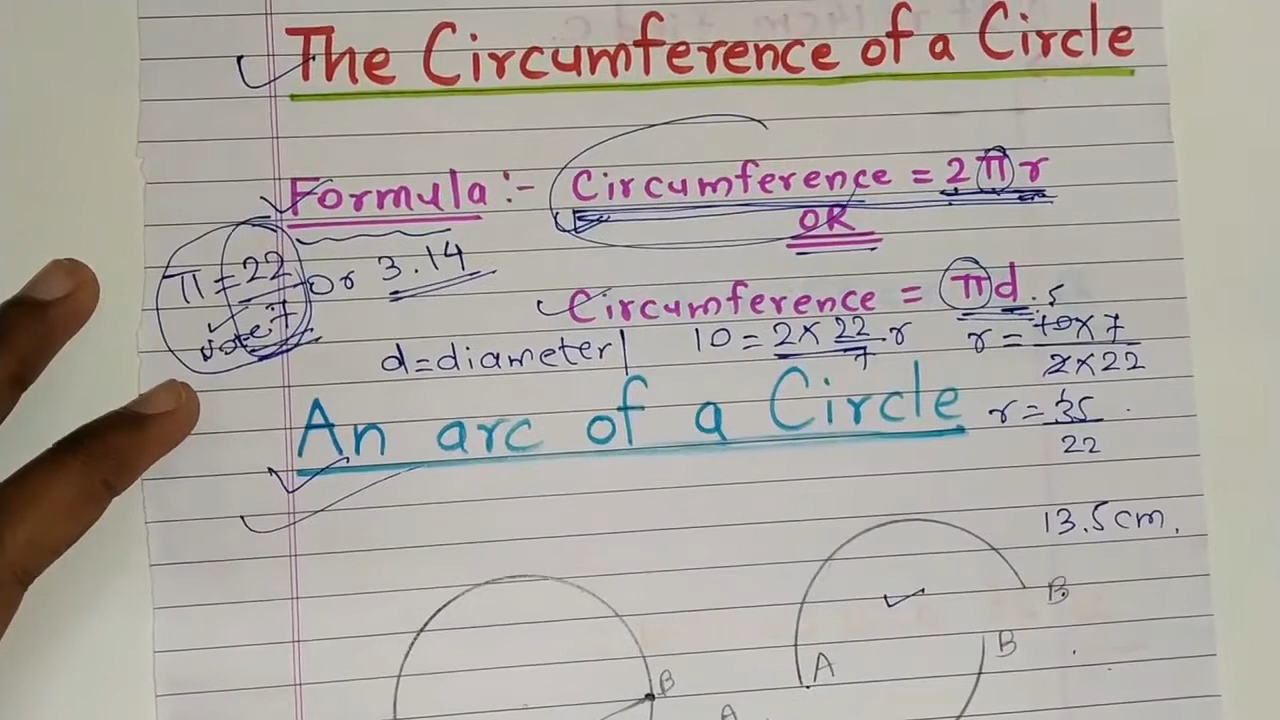 The Circumference of a Circle
Formula :- Circumference = 2πr
OR
π = 22/7 or 3.14
Circumference = πd.
d=diameter
10 = 2 × 22/7 r
r = 10×7/2×22
5
r = 35/22
An arc of a Circle
13.5cm.
B
A
B
B
A